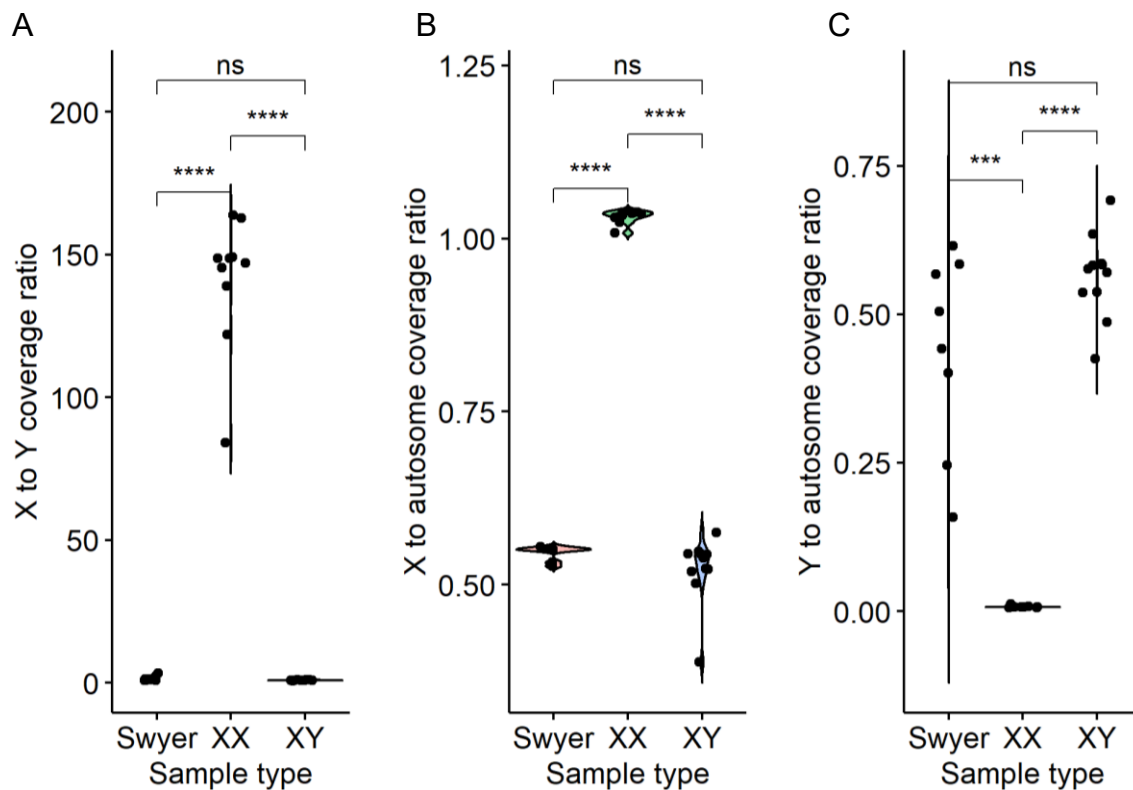 A
X to Y coverage ratio
200
150
100
50
0
ns
****
****
Swyer XX XY
Sample type
B
X to autosome coverage ratio
1.25
1.00
0.75
0.50
ns
****
****
Swyer XX XY
Sample type
C
Y to autosome coverage ratio
0.75
0.50
0.25
0.00
ns
****
***
Swyer XX XY
Sample type